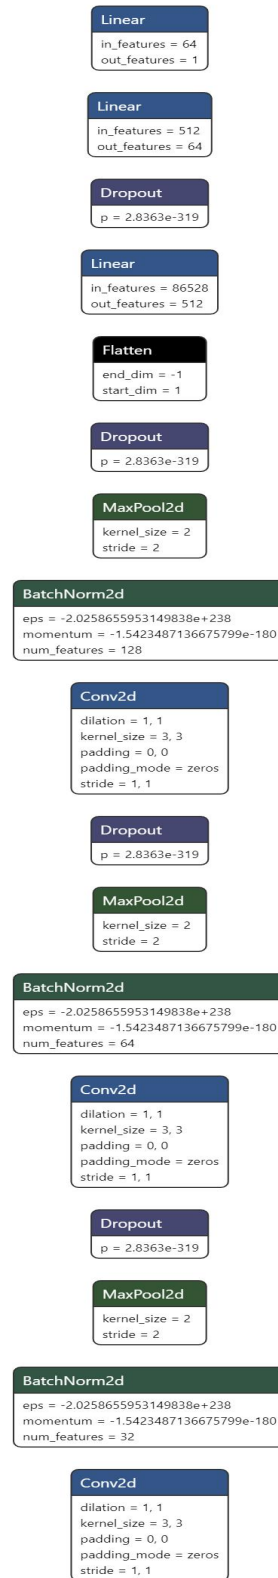 Linear
in_features = 64
out_features = 1
Linear
in_features = 512
out_features = 64
Dropout
p = 2.8363e-319
Linear
in_features = 86528
out_features = 512
Flatten
end_dim = -1
start_dim = 1
Dropout
p = 2.8363e-319
MaxPool2d
kernel_size = 2
stride = 2
BatchNorm2d
eps = -2.0258655953149838e+238
momentum = -1.5423487136675799e-180
num_features = 128
Conv2d
dilation = 1, 1
kernel_size = 3, 3
padding = 0, 0
padding_mode = zeros
stride = 1, 1
Dropout
p = 2.8363e-319
MaxPool2d
kernel_size = 2
stride = 2
BatchNorm2d
eps = -2.0258655953149838e+238
momentum = -1.5423487136675799e-180
num_features = 64
Conv2d
dilation = 1, 1
kernel_size = 3, 3
padding = 0, 0
padding_mode = zeros
stride = 1, 1
Dropout
p = 2.8363e-319
MaxPool2d
kernel_size = 2
stride = 2
BatchNorm2d
eps = -2.0258655953149838e+238
momentum = -1.5423487136675799e-180
num_features = 32
Conv2d
dilation = 1, 1
kernel_size = 3, 3
padding = 0, 0
padding_mode = zeros
stride = 1, 1